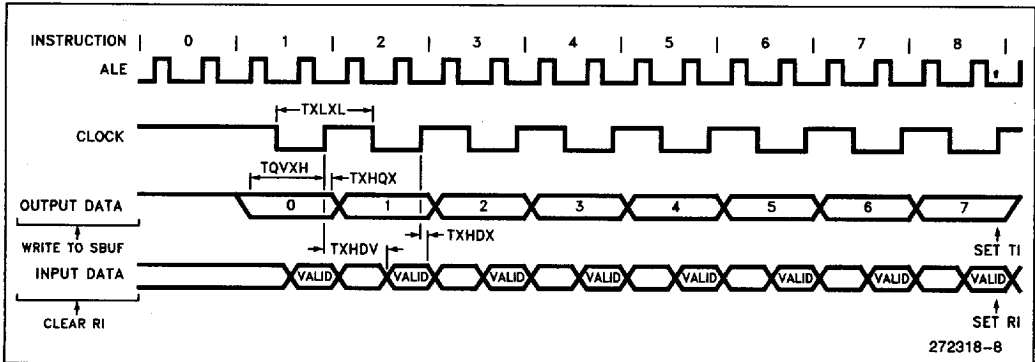 INSTRUCTION | 0 | 1 | 2 | 3 | 4 | 5 | 6 | 7 | 8 |
ALE
TXLXL
CLOCK
TQVXH TXHQX
OUTPUT DATA 0 1 2 3 4 5 6 7
WRITE TO SBUF TXHDV TXHDX SET TI
INPUT DATA VALID VALID VALID VALID VALID VALID VALID VALID
CLEAR RI SET RI
272318-8